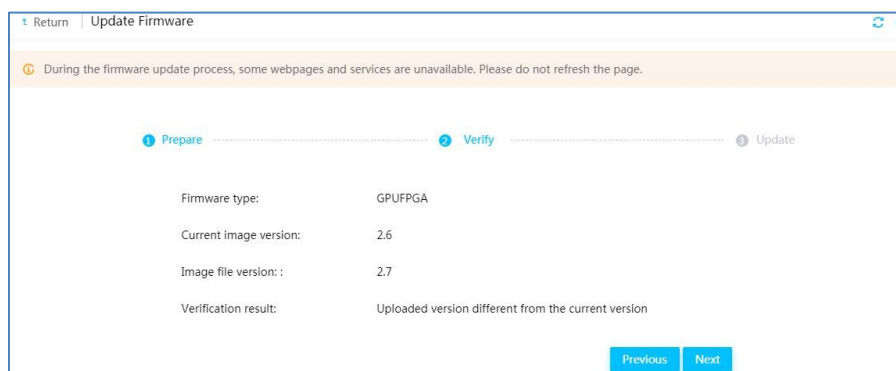 Return | Update Firmware
During the firmware update process, some webpages and services are unavailable. Please do not refresh the page.
1 Prepare 2 Verify 3 Update
Firmware type: GPUFPGA
Current image version: 2.6
Image file version: : 2.7
Verification result: Uploaded version different from the current version
Previous Next